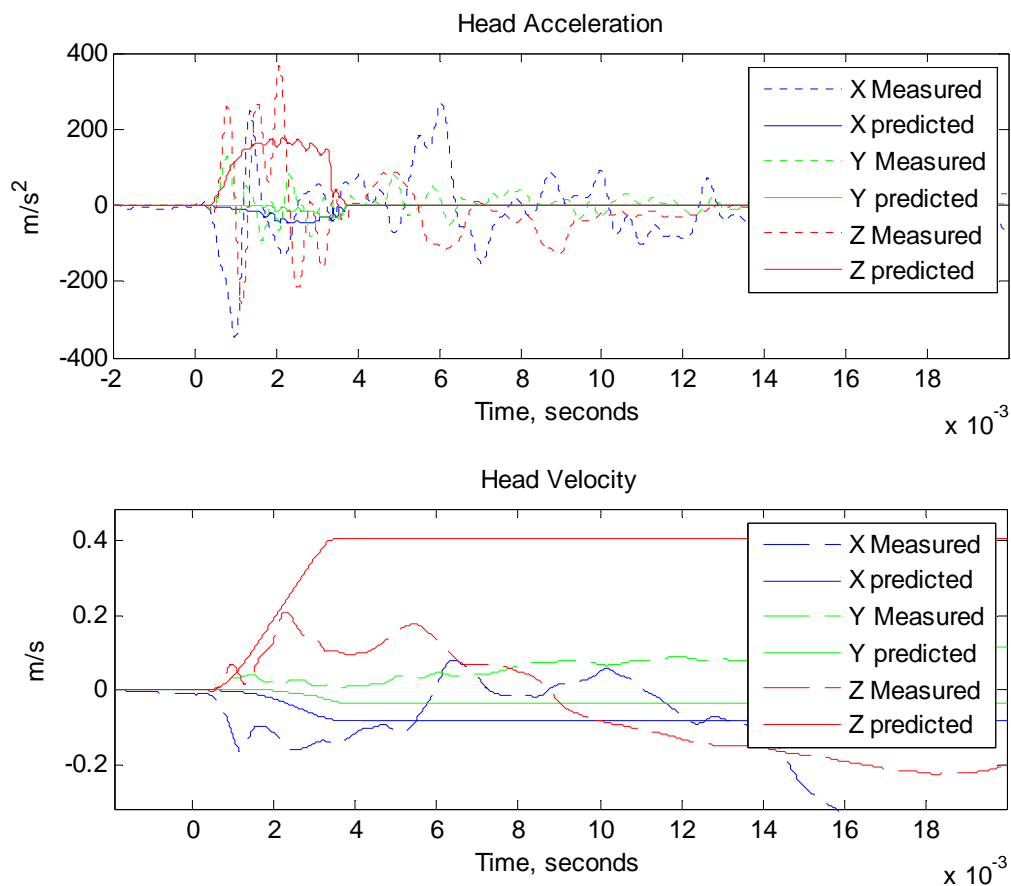 Head Acceleration
m/s²
400
200
0
-200
-400
X Measured
X predicted
Y Measured
Y predicted
Z Measured
Z predicted
-2 0 2 4 6 8 10 12 14 16 18
Time, seconds
x 10⁻³
Head Velocity
m/s
0.4
0.2
0
-0.2
X Measured
X predicted
Y Measured
Y predicted
Z Measured
Z predicted
0 2 4 6 8 10 12 14 16 18
Time, seconds
x 10⁻³